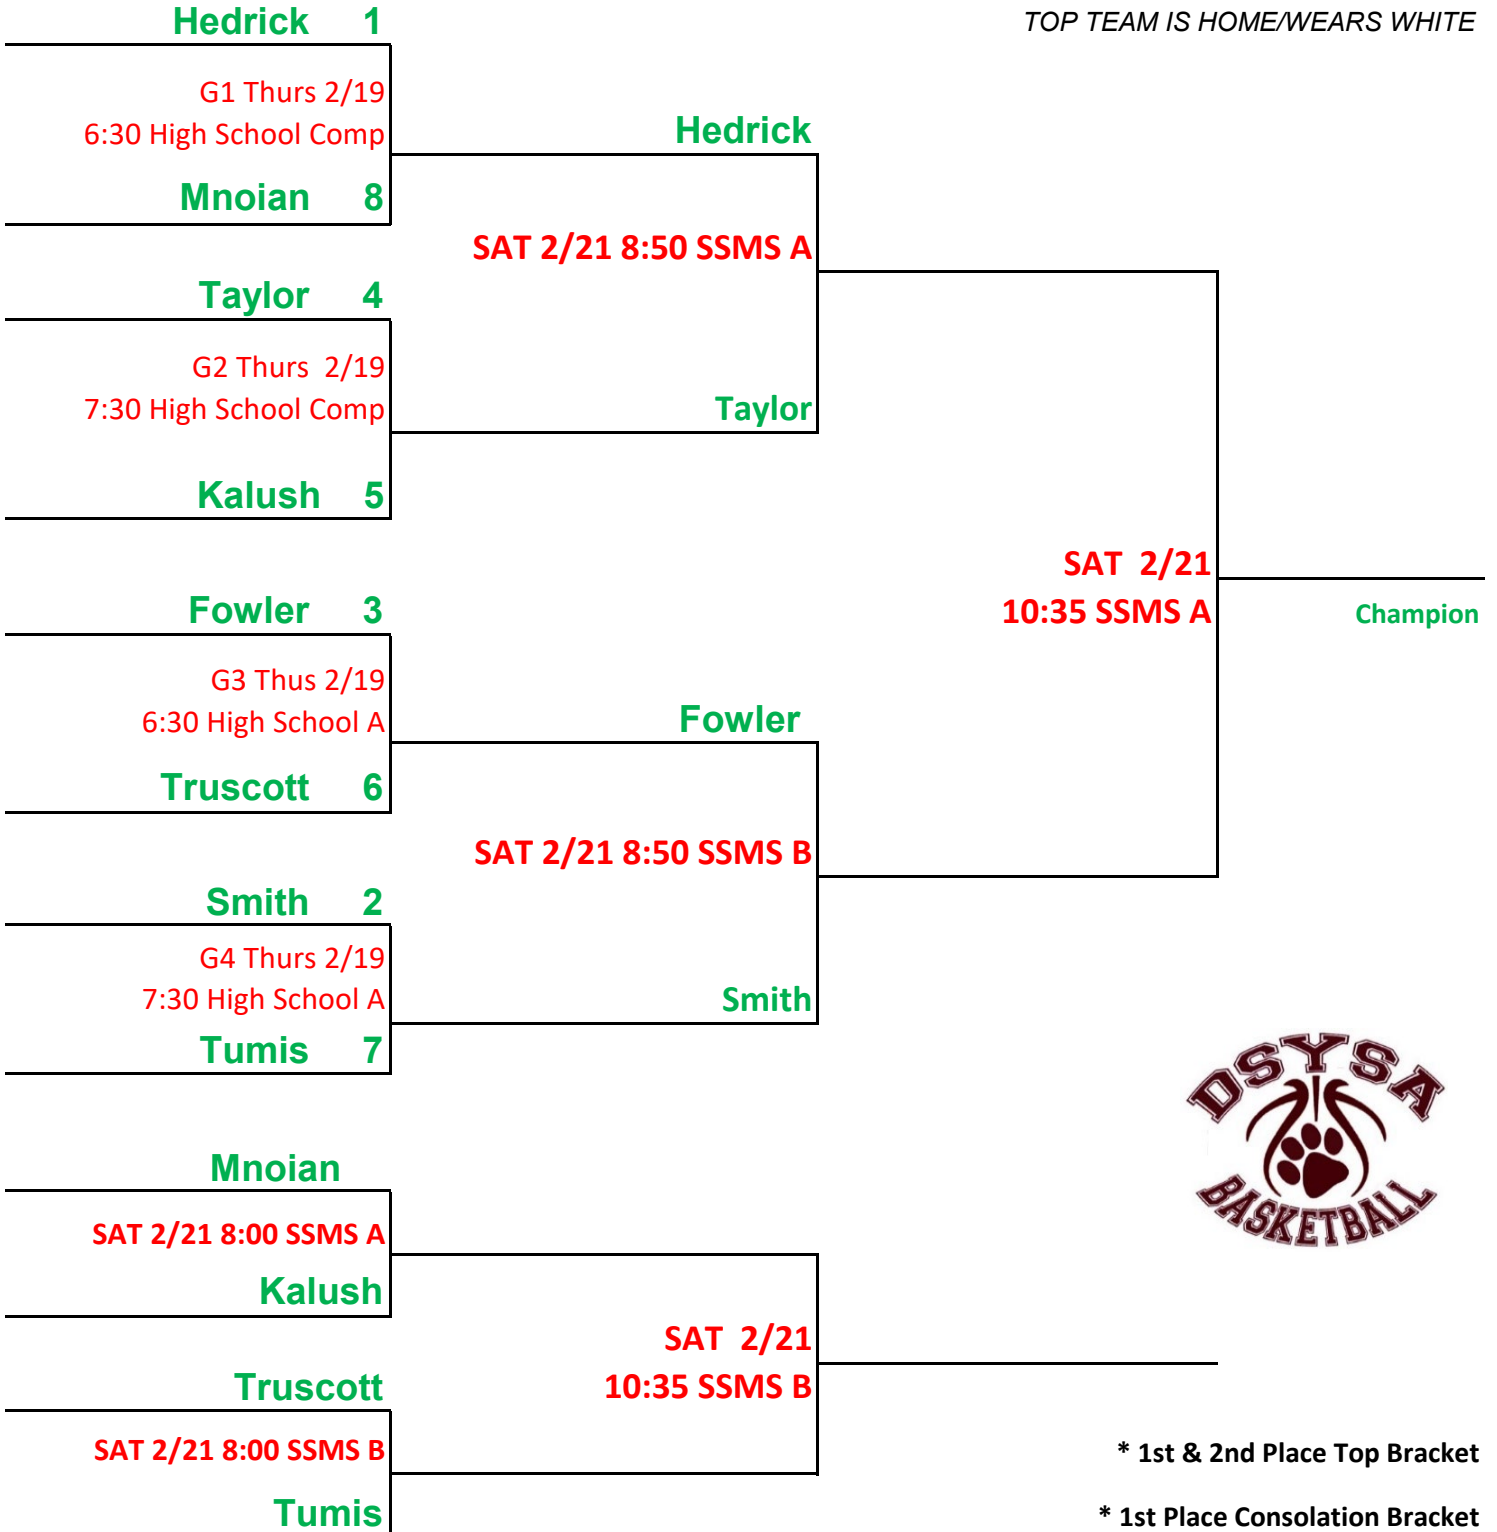 Hedrick 1
TOP TEAM IS HOME/WEARS WHITE
G1 Thurs 2/19
6:30 High School Comp
Hedrick
Mnoian 8
SAT 2/21 8:50 SSMS A
Taylor 4
G2 Thurs 2/19
7:30 High School Comp
Taylor
Kalush 5
SAT 2/21
10:35 SSMS A
Champion
Fowler 3
G3 Thus 2/19
6:30 High School A
Fowler
Truscott 6
SAT 2/21 8:50 SSMS B
Smith 2
G4 Thurs 2/19
7:30 High School A
Smith
Tumis 7
DSYSA
BASKETBALL
Mnoian
SAT 2/21 8:00 SSMS A
Kalush
SAT 2/21
10:35 SSMS B
Truscott
SAT 2/21 8:00 SSMS B
Tumis
* 1st & 2nd Place Top Bracket
* 1st Place Consolation Bracket